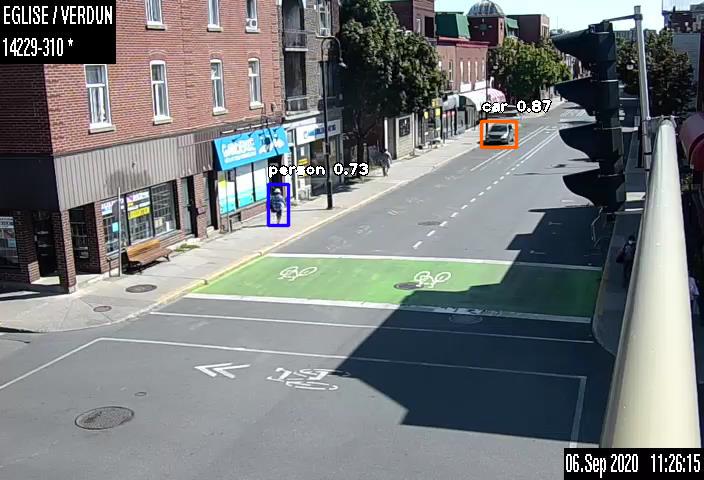 EGLISE / VERDUN
14229-310 *
car 0.87
person 0.73
06.Sep 2020 11:26:15